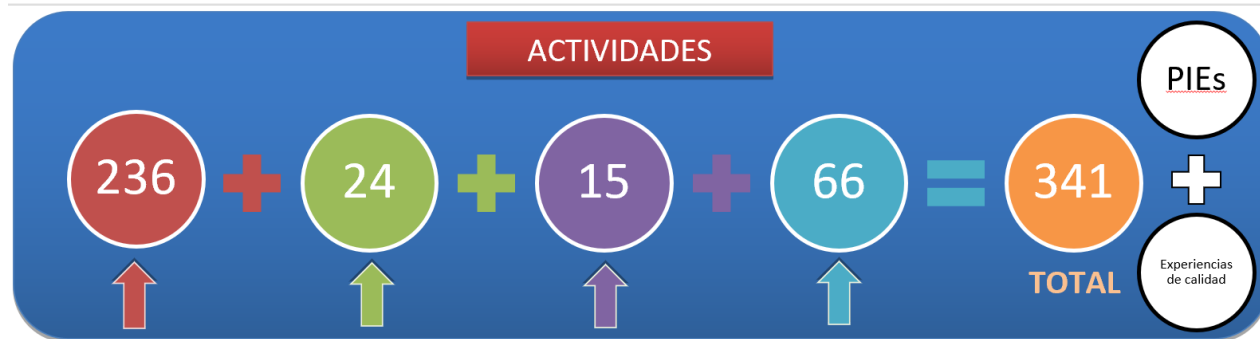 ACTIVIDADES
236 + 24 + 15 + 66 = 341
TOTAL
PIEs
+
Experiencias
de calidad